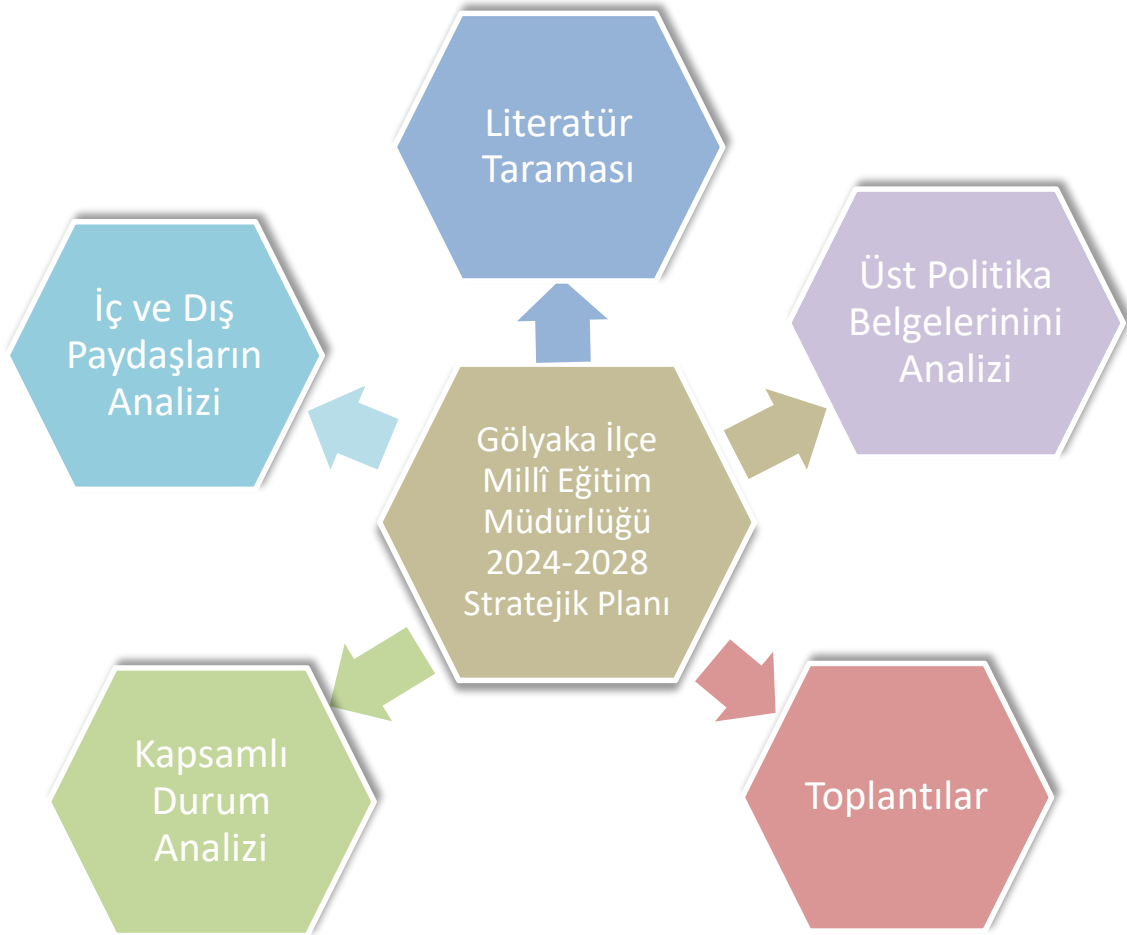 Literatür
Taraması
İç ve Dış
Paydaşların
Analizi
Üst Politika
Belgelerinini
Analizi
Gölyaka İlçe
Millî Eğitim
Müdürlüğü
2024-2028
Stratejik Planı
Kapsamlı
Durum
Analizi
Toplantılar